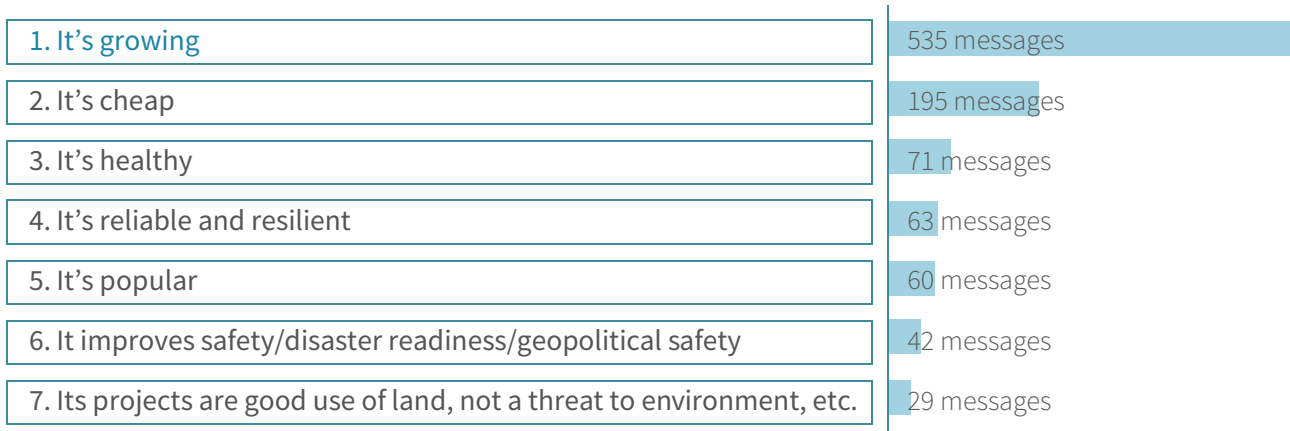 1. It’s growing 535 messages
2. It’s cheap 195 messages
3. It’s healthy 71 messages
4. It’s reliable and resilient 63 messages
5. It’s popular 60 messages
6. It improves safety/disaster readiness/geopolitical safety 42 messages
7. Its projects are good use of land, not a threat to environment, etc. 29 messages